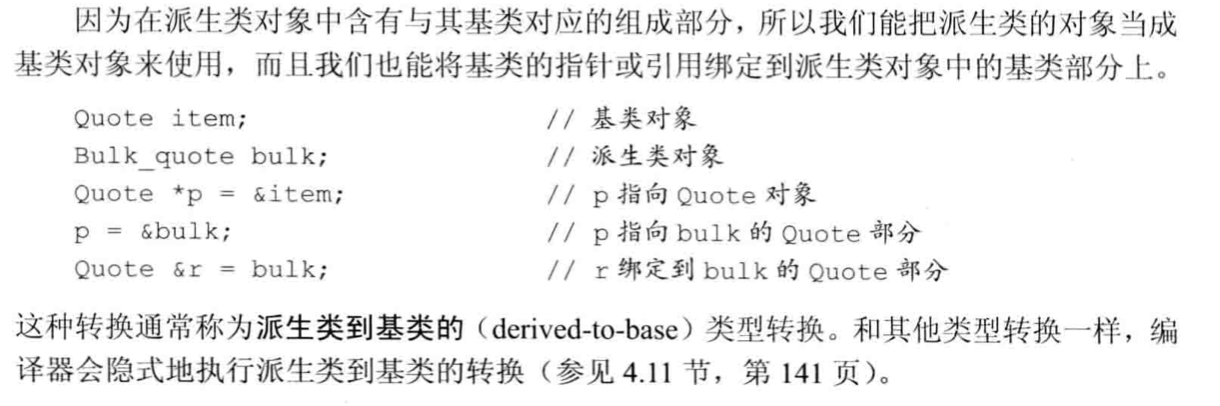 因为在派生类对象中含有与其基类对应的组成部分，所以我们能把派生类的对象当成
基类对象来使用，而且我们也能将基类的指针或引用绑定到派生类对象中的基类部分上。
Quote item; // 基类对象
Bulk_quote bulk; // 派生类对象
Quote *p = &item; // p 指向 Quote 对象
p = &bulk; // p 指向 bulk 的 Quote 部分
Quote &r = bulk; // r 绑定到 bulk 的 Quote 部分
这种转换通常称为派生类到基类的（derived-to-base）类型转换。和其他类型转换一样，编
译器会隐式地执行派生类到基类的转换（参见 4.11 节，第 141 页）。